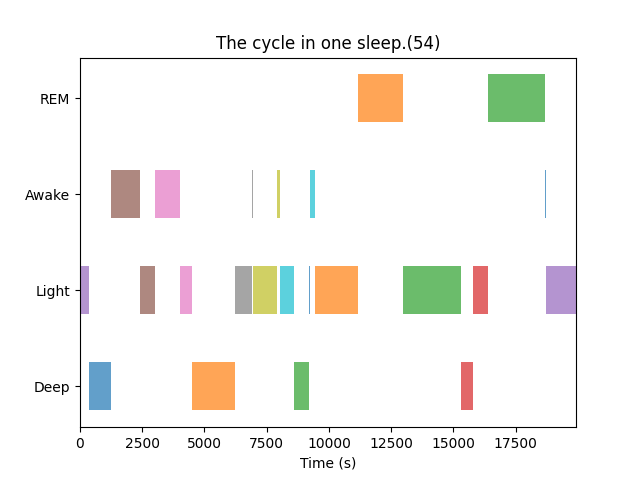 The cycle in one sleep.(54)
REM
Awake
Light
Deep
0 2500 5000 7500 10000 12500 15000 17500
Time (s)